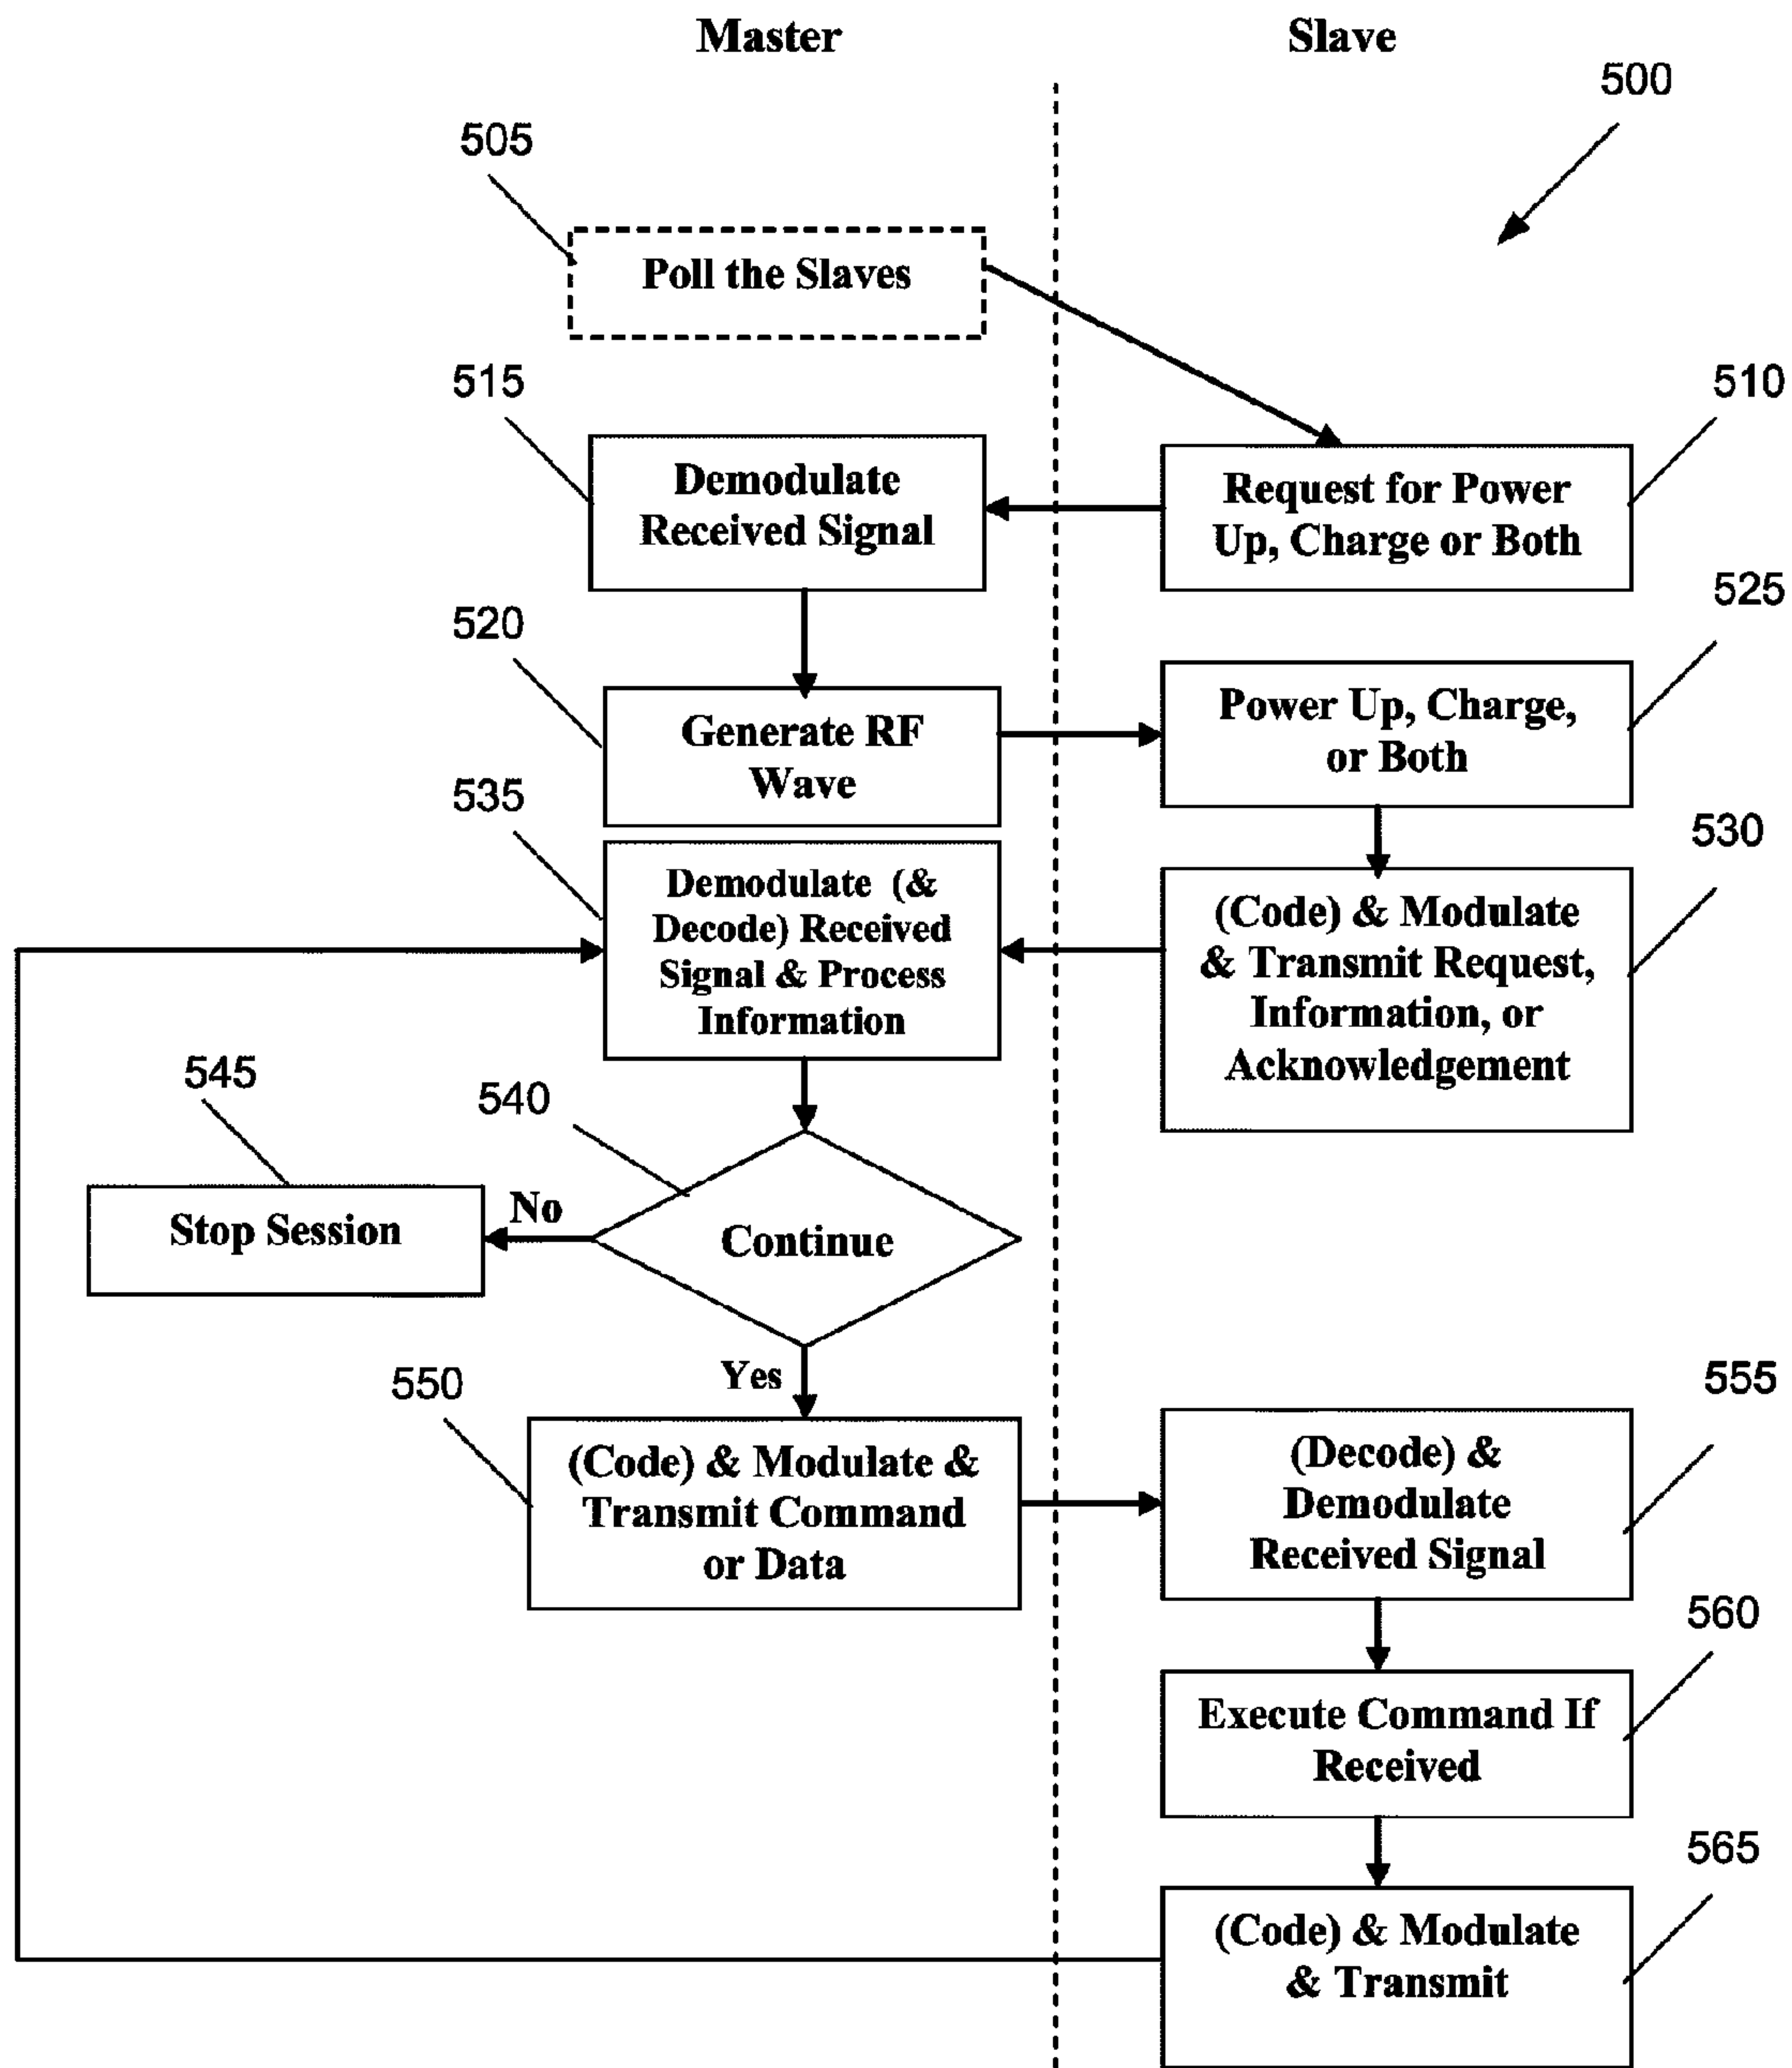 Master
Slave
500
505
Poll the Slaves
515
510
Demodulate
Received Signal
Request for Power
Up, Charge or Both
520
525
Generate RF
Wave
Power Up, Charge,
or Both
535
530
Demodulate (&
Decode) Received
Signal & Process
Information
(Code) & Modulate
& Transmit Request,
Information, or
Acknowledgement
545
540
Stop Session
No
Continue
Yes
550
555
(Code) & Modulate &
Transmit Command
or Data
(Decode) &
Demodulate
Received Signal
560
Execute Command If
Received
565
(Code) & Modulate
& Transmit